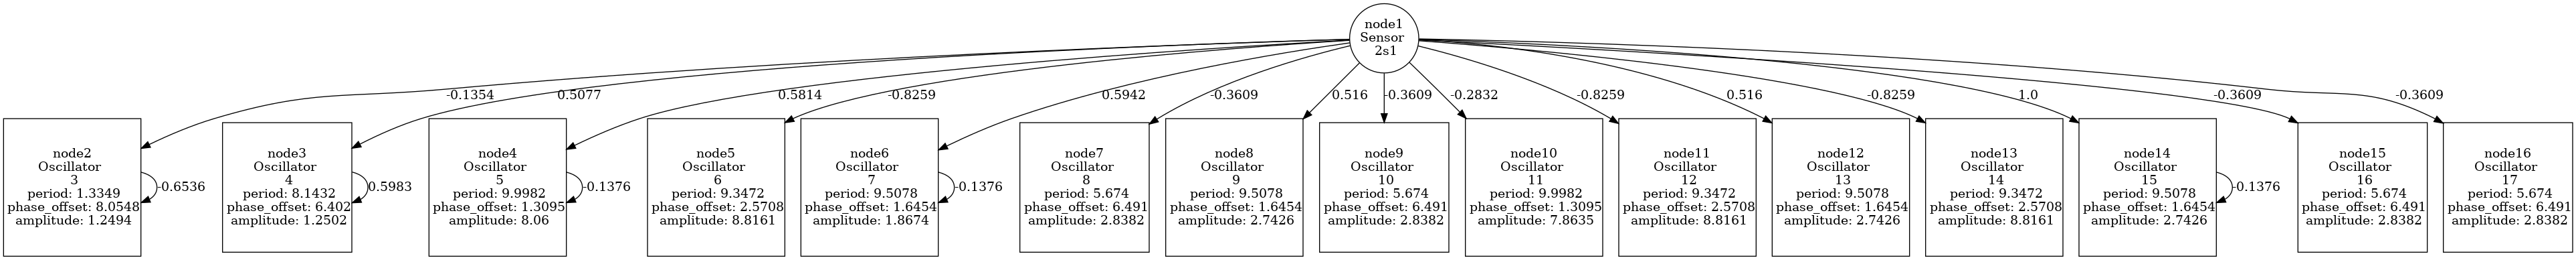 node1
Sensor
2s1
-0.1354
0.5077
0.5814
-0.8259
0.5942
-0.3609
0.516
-0.3609
-0.2832
-0.8259
0.516
-0.8259
1.0
-0.3609
-0.3609
node2
Oscillator
3
period: 1.3349
phase_offset: 8.0548
amplitude: 1.2494
-0.6536
node3
Oscillator
4
period: 8.1432
phase_offset: 6.402
amplitude: 1.2502
0.5983
node4
Oscillator
5
period: 9.9982
phase_offset: 1.3095
amplitude: 8.06
-0.1376
node5
Oscillator
6
period: 9.3472
phase_offset: 2.5708
amplitude: 8.8161
node6
Oscillator
7
period: 9.5078
phase_offset: 1.6454
amplitude: 1.8674
-0.1376
node7
Oscillator
8
period: 5.674
phase_offset: 6.491
amplitude: 2.8382
node8
Oscillator
9
period: 9.5078
phase_offset: 1.6454
amplitude: 2.7426
node9
Oscillator
10
period: 5.674
phase_offset: 6.491
amplitude: 2.8382
node10
Oscillator
11
period: 9.9982
phase_offset: 1.3095
amplitude: 7.8635
node11
Oscillator
12
period: 9.3472
phase_offset: 2.5708
amplitude: 8.8161
node12
Oscillator
13
period: 9.5078
phase_offset: 1.6454
amplitude: 2.7426
node13
Oscillator
14
period: 9.3472
phase_offset: 2.5708
amplitude: 8.8161
node14
Oscillator
15
period: 9.5078
phase_offset: 1.6454
amplitude: 2.7426
-0.1376
node15
Oscillator
16
period: 5.674
phase_offset: 6.491
amplitude: 2.8382
node16
Oscillator
17
period: 5.674
phase_offset: 6.491
amplitude: 2.8382